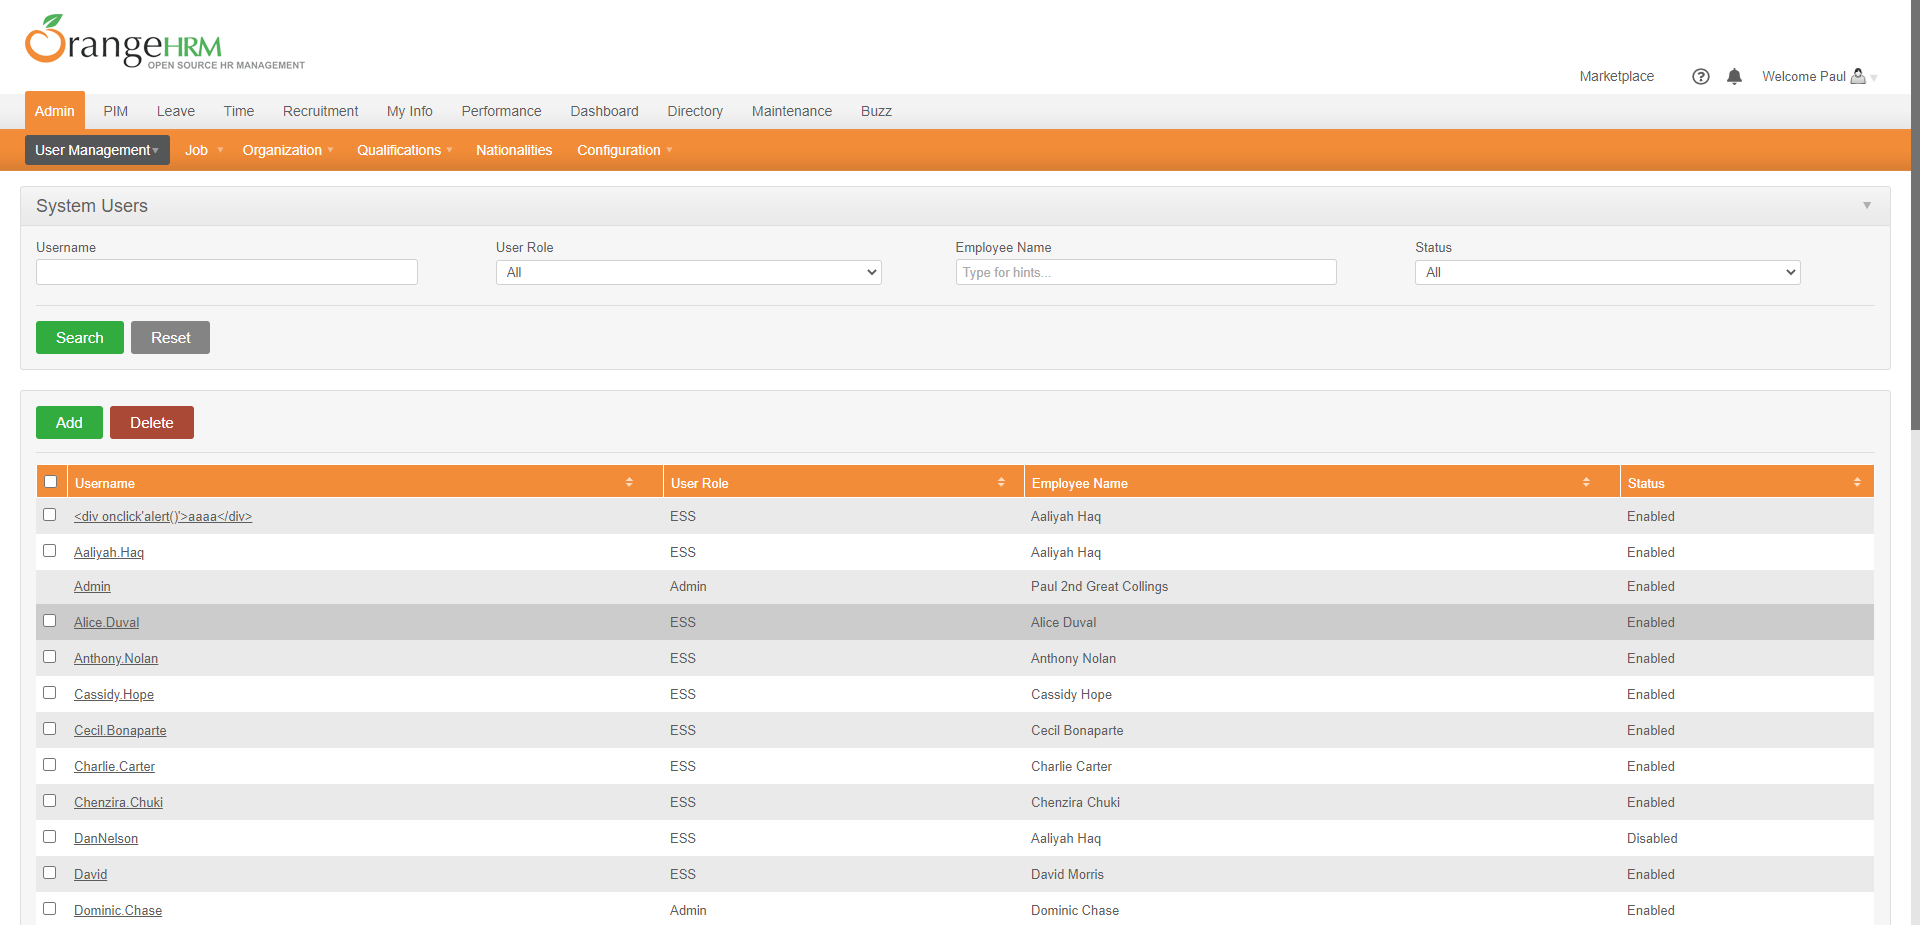 OrangeHRM
OPEN SOURCE HR MANAGEMENT
Marketplace Welcome Paul
Admin PIM Leave Time Recruitment My Info Performance Dashboard Directory Maintenance Buzz
User Management Job Organization Qualifications Nationalities Configuration
System Users
Username User Role Employee Name Status
All Type for hints... All
Search Reset
Add Delete
Username User Role Employee Name Status
<div onclick'alert()'>aaaa</div> ESS Aaliyah Haq Enabled
Aaliyah.Haq ESS Aaliyah Haq Enabled
Admin Admin Paul 2nd Great Collings Enabled
Alice.Duval ESS Alice Duval Enabled
Anthony.Nolan ESS Anthony Nolan Enabled
Cassidy.Hope ESS Cassidy Hope Enabled
Cecil.Bonaparte ESS Cecil Bonaparte Enabled
Charlie.Carter ESS Charlie Carter Enabled
Chenzira.Chuki ESS Chenzira Chuki Enabled
DanNelson ESS Aaliyah Haq Disabled
David ESS David Morris Enabled
Dominic.Chase Admin Dominic Chase Enabled